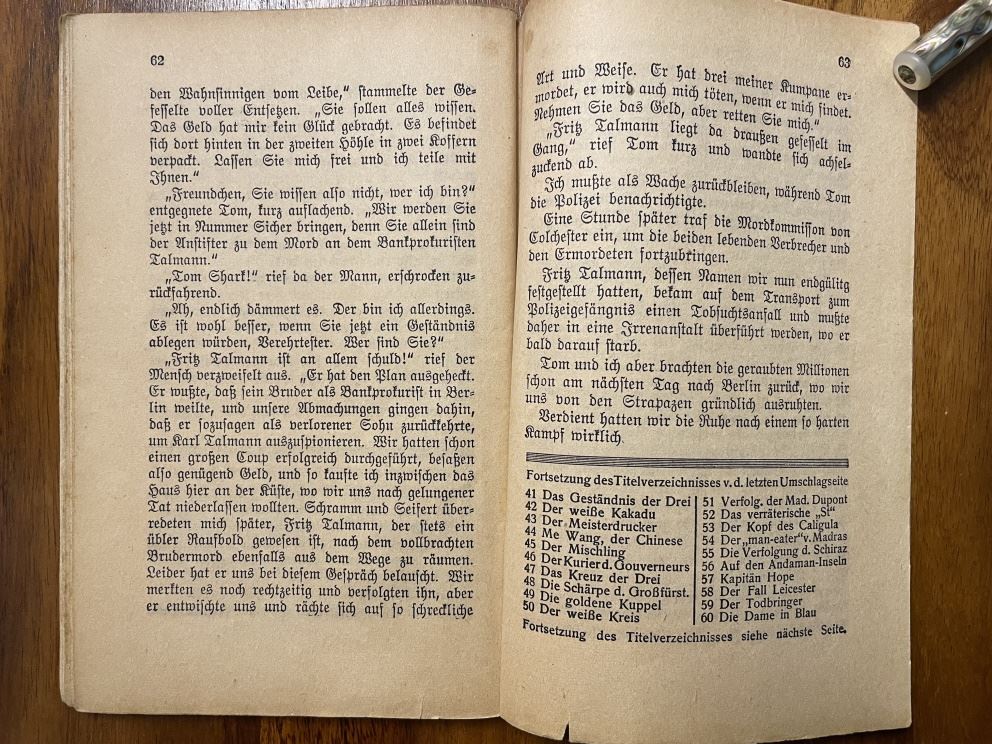 62
den Wahnsinnigen vom Leibe,“ stammelte der Ge-
fesselte voller Entsetzen. „Sie sollen alles wissen.
Das Geld hat mir kein Glück gebracht. Es befindet
sich dort hinten in der zweiten Höhle in zwei Koffern
verpackt. Lassen Sie mich frei und ich teile mit
Ihnen.“
„Freundchen, Sie wissen also nicht, wer ich bin?“
entgegnete Tom, kurz auflachend. „Wir werden Sie
jetzt in Nummer Sicher bringen, denn Sie allein sind
der Anstifter zu dem Mord an dem Bankprokuristen
Talmann.“
„Tom Shark!“ rief da der Mann, erschrocken zu-
rückfahrend.
„Ah, endlich dämmert es. Der bin ich allerdings.
Es ist wohl besser, wenn Sie jetzt ein Geständnis
ablegen würden, Verehrtester. Wer sind Sie?“
„Fritz Talmann ist an allem schuld!“ rief der
Mensch verzweifelt aus. „Er hat den Plan ausgeheckt.
Er wußte, daß sein Bruder als Bankprokurist in Ber-
lin weilte, und unsere Abmachungen gingen dahin,
daß er sozusagen als verlorener Sohn zurückkehrte,
um Karl Talmann auszuspionieren. Wir hatten schon
einen großen Coup erfolgreich durchgeführt, besaßen
also genügend Geld, und so kaufte ich inzwischen das
Haus hier an der Küste, wo wir uns nach gelungener
Tat niederlassen wollten. Schramm und Seifert über-
redeten mich später, Fritz Talmann, der stets ein
übler Raufbold gewesen ist, nach dem vollbrachten
Brudermord ebenfalls aus dem Wege zu räumen.
Leider hat er uns bei diesem Gespräch belauscht. Wir
merkten es noch rechtzeitig und verfolgten ihn, aber
er entwischte uns und rächte sich auf so schreckliche
63
Art und Weise. Er hat drei meiner Kumpane er-
mordet, er wird auch mich töten, wenn er mich findet.
Nehmen Sie das Geld, aber retten Sie mich.“
„Fritz Talmann liegt da draußen gefesselt im
Gang,“ rief Tom kurz und wandte sich achsel-
zuckend ab.
Ich mußte als Wache zurückbleiben, während Tom
die Polizei benachrichtigte.
Eine Stunde später traf die Mordkommission von
Colchester ein, um die beiden lebenden Verbrecher und
den Ermordeten fortzubringen.
Fritz Talmann, dessen Namen wir nun endgültig
festgestellt hatten, bekam auf dem Transport zum
Polizeigefängnis einen Tobsuchtsanfall und mußte
daher in eine Irrenanstalt überführt werden, wo er
bald darauf starb.
Tom und ich aber brachten die geraubten Millionen
schon am nächsten Tag nach Berlin zurück, wo wir
uns von den Strapazen gründlich ausruhten.
Verdient hatten wir die Ruhe nach einem so harten
Kampf wirklich.
Fortsetzung des Titelverzeichnisses v. d. letzten Umschlagseite
41 Das Geständnis der Drei
42 Der weiße Kakadu
43 Der Meisterdrucker
44 Me Wang, der Chinese
45 Der Mischling
46 Der Kurier d. Gouverneurs
47 Das Kreuz der Drei
48 Die Schärpe d. Großfürst.
49 Die goldene Kuppel
50 Der weiße Kreis
51 Verfolg. der Mad. Dupont
52 Das verräterische „St“
53 Der Kopf des Caligula
54 Der „man-eater“ v. Madras
55 Die Verfolgung d. Schiraz
56 Auf den Andaman-Inseln
57 Kapitän Hope
58 Der Fall Leicester
59 Der Todbringer
60 Die Dame in Blau
Fortsetzung des Titelverzeichnisses siehe nächste Seite.